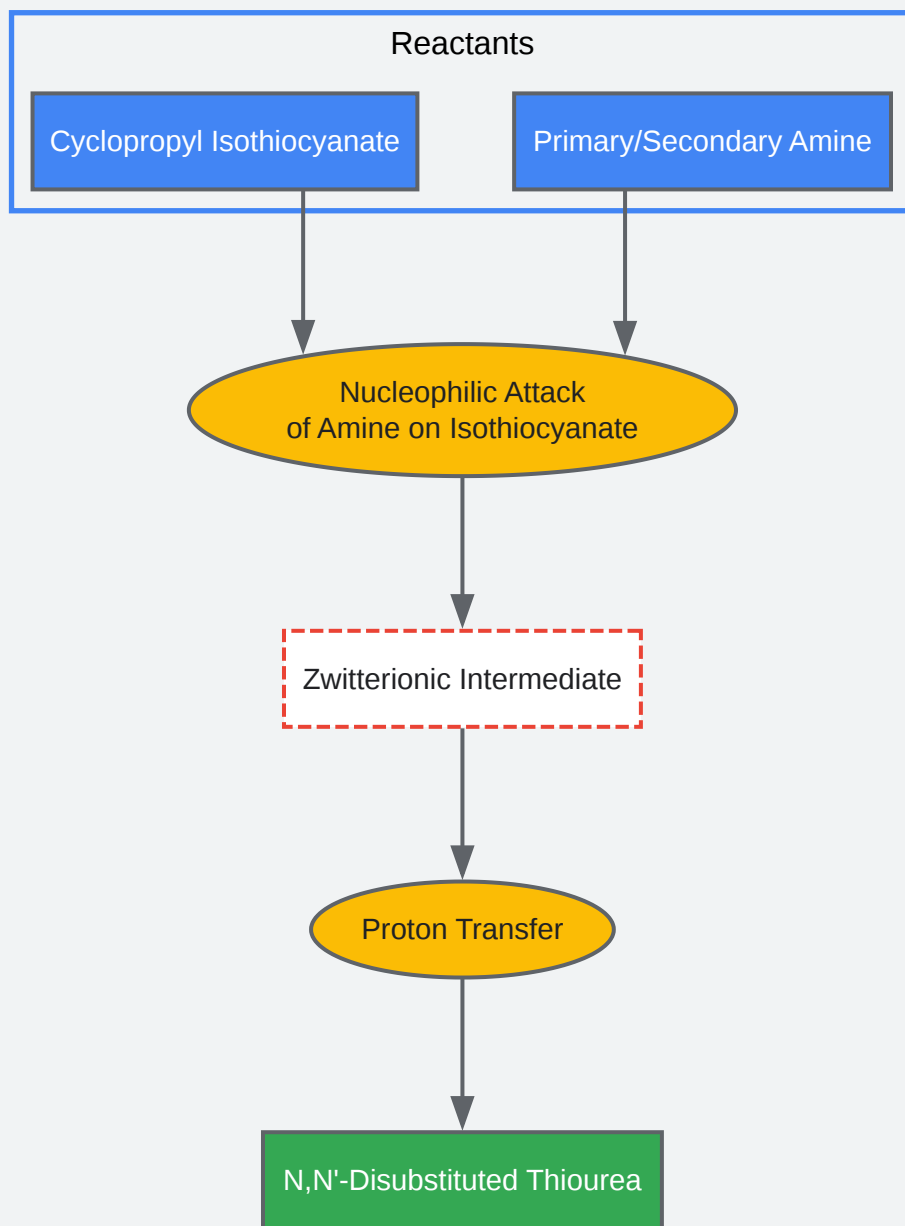 Reactants
Cyclopropyl Isothiocyanate
Primary/Secondary Amine
Nucleophilic Attack
of Amine on Isothiocyanate
Zwitterionic Intermediate
Proton Transfer
N,N'-Disubstituted Thiourea